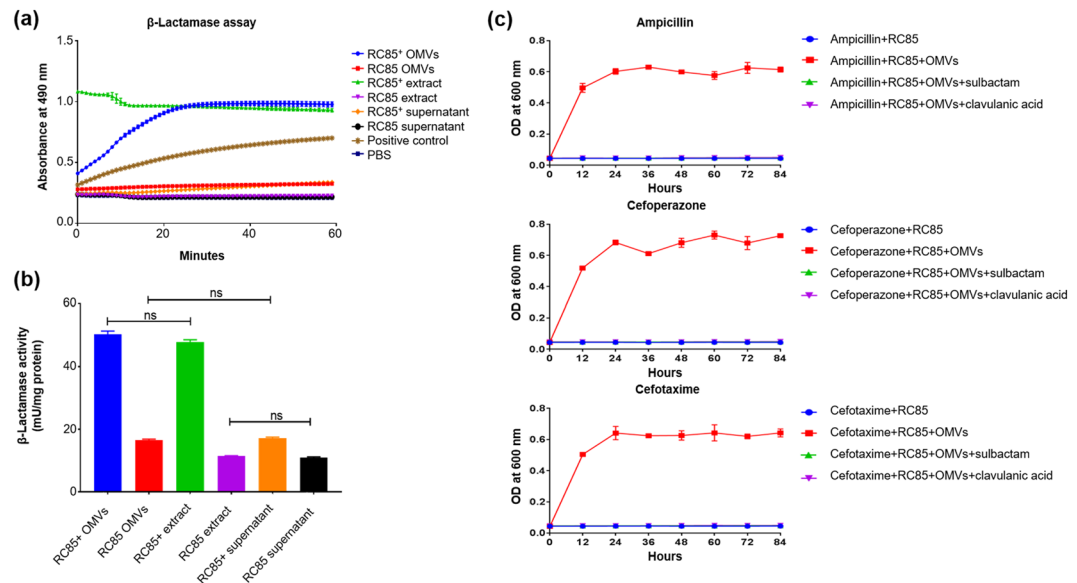 (a)
β-Lactamase assay
Absorbance at 490 nm
1.5
1.0
0.5
0.0
0
20
40
60
Minutes
RC85⁺ OMVs
RC85 OMVs
RC85⁺ extract
RC85 extract
RC85⁺ supernatant
RC85 supernatant
Positive control
PBS
(b)
β-Lactamase activity
(mU/mg protein)
60
40
20
0
ns
ns
ns
RC85+ OMVs
RC85 OMVs
RC85+ extract
RC85 extract
RC85+ supernatant
RC85 supernatant
(c)
Ampicillin
OD at 600 nm
0.8
0.6
0.4
0.2
0.0
0 12 24 36 48 60 72 84
Hours
Ampicillin+RC85
Ampicillin+RC85+OMVs
Ampicillin+RC85+OMVs+sulbactam
Ampicillin+RC85+OMVs+clavulanic acid
Cefoperazone
OD at 600 nm
0.8
0.6
0.4
0.2
0.0
0 12 24 36 48 60 72 84
Hours
Cefoperazone+RC85
Cefoperazone+RC85+OMVs
Cefoperazone+RC85+OMVs+sulbactam
Cefoperazone+RC85+OMVs+clavulanic acid
Cefotaxime
OD at 600 nm
0.8
0.6
0.4
0.2
0.0
0 12 24 36 48 60 72 84
Hours
Cefotaxime+RC85
Cefotaxime+RC85+OMVs
Cefotaxime+RC85+OMVs+sulbactam
Cefotaxime+RC85+OMVs+clavulanic acid